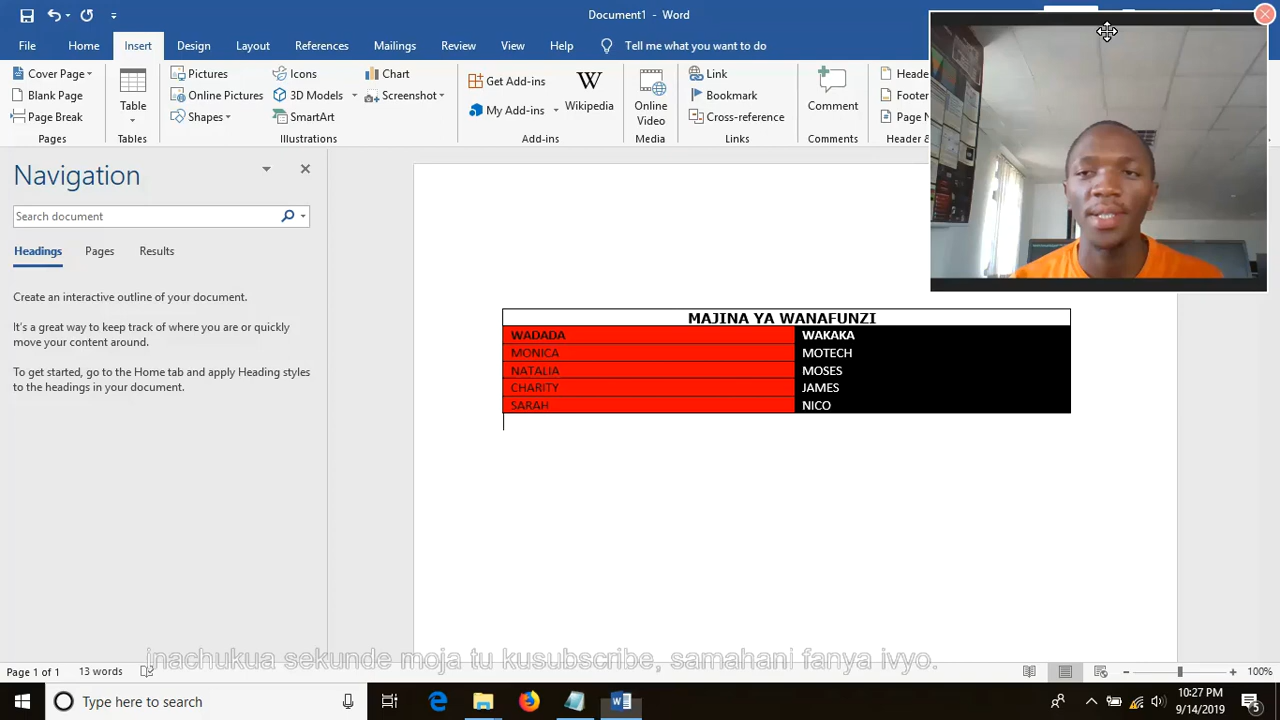 Document1 - Word
File Home Insert Design Layout References Mailings Review View Help Tell me what you want to do
Cover Page
Blank Page
Page Break
Pages
Table
Tables
Pictures
Online Pictures
Shapes
Icons
3D Models
SmartArt
Chart
Screenshot
Illustrations
Get Add-ins
My Add-ins
W
Wikipedia
Add-ins
Online
Video
Media
Link
Bookmark
Cross-reference
Links
Comment
Comments
Heade
Footer
Page N
Header &
Navigation
Search document
Headings Pages Results
Create an interactive outline of your document.
It's a great way to keep track of where you are or quickly
move your content around.
To get started, go to the Home tab and apply Heading styles
to the headings in your document.
MAJINA YA WANAFUNZI
WADADA WAKAKA
MONICA MOTECH
NATALIA MOSES
CHARITY JAMES
SARAH NICO
inachukua sekunde moja tu kusubscribe, samahani fanya ivyo.
Page 1 of 1 13 words 100%
Type here to search
W
10:27 PM
9/14/2019
5